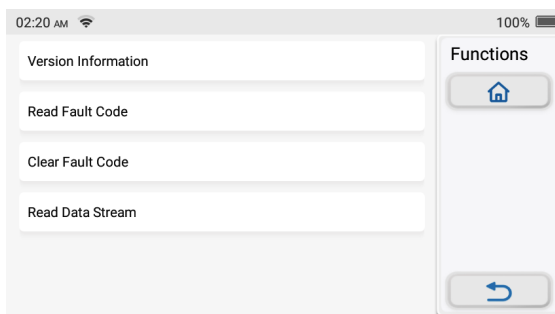 02:20 AM
100%
Version Information
Read Fault Code
Clear Fault Code
Read Data Stream
Functions